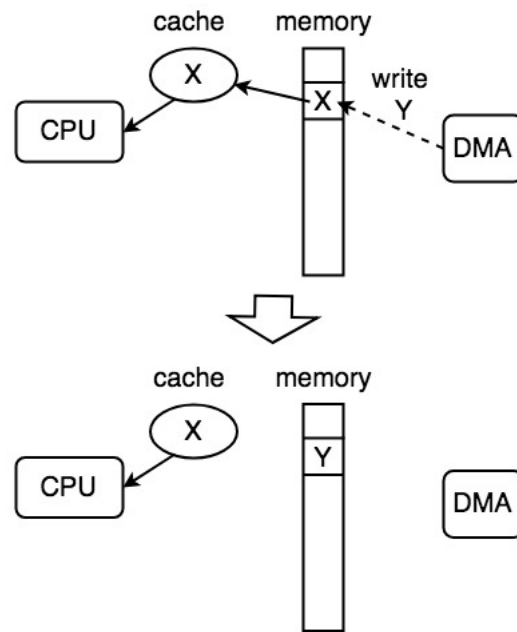 cache memory
X
write
X
Y
CPU
DMA
cache memory
X
Y
CPU
DMA